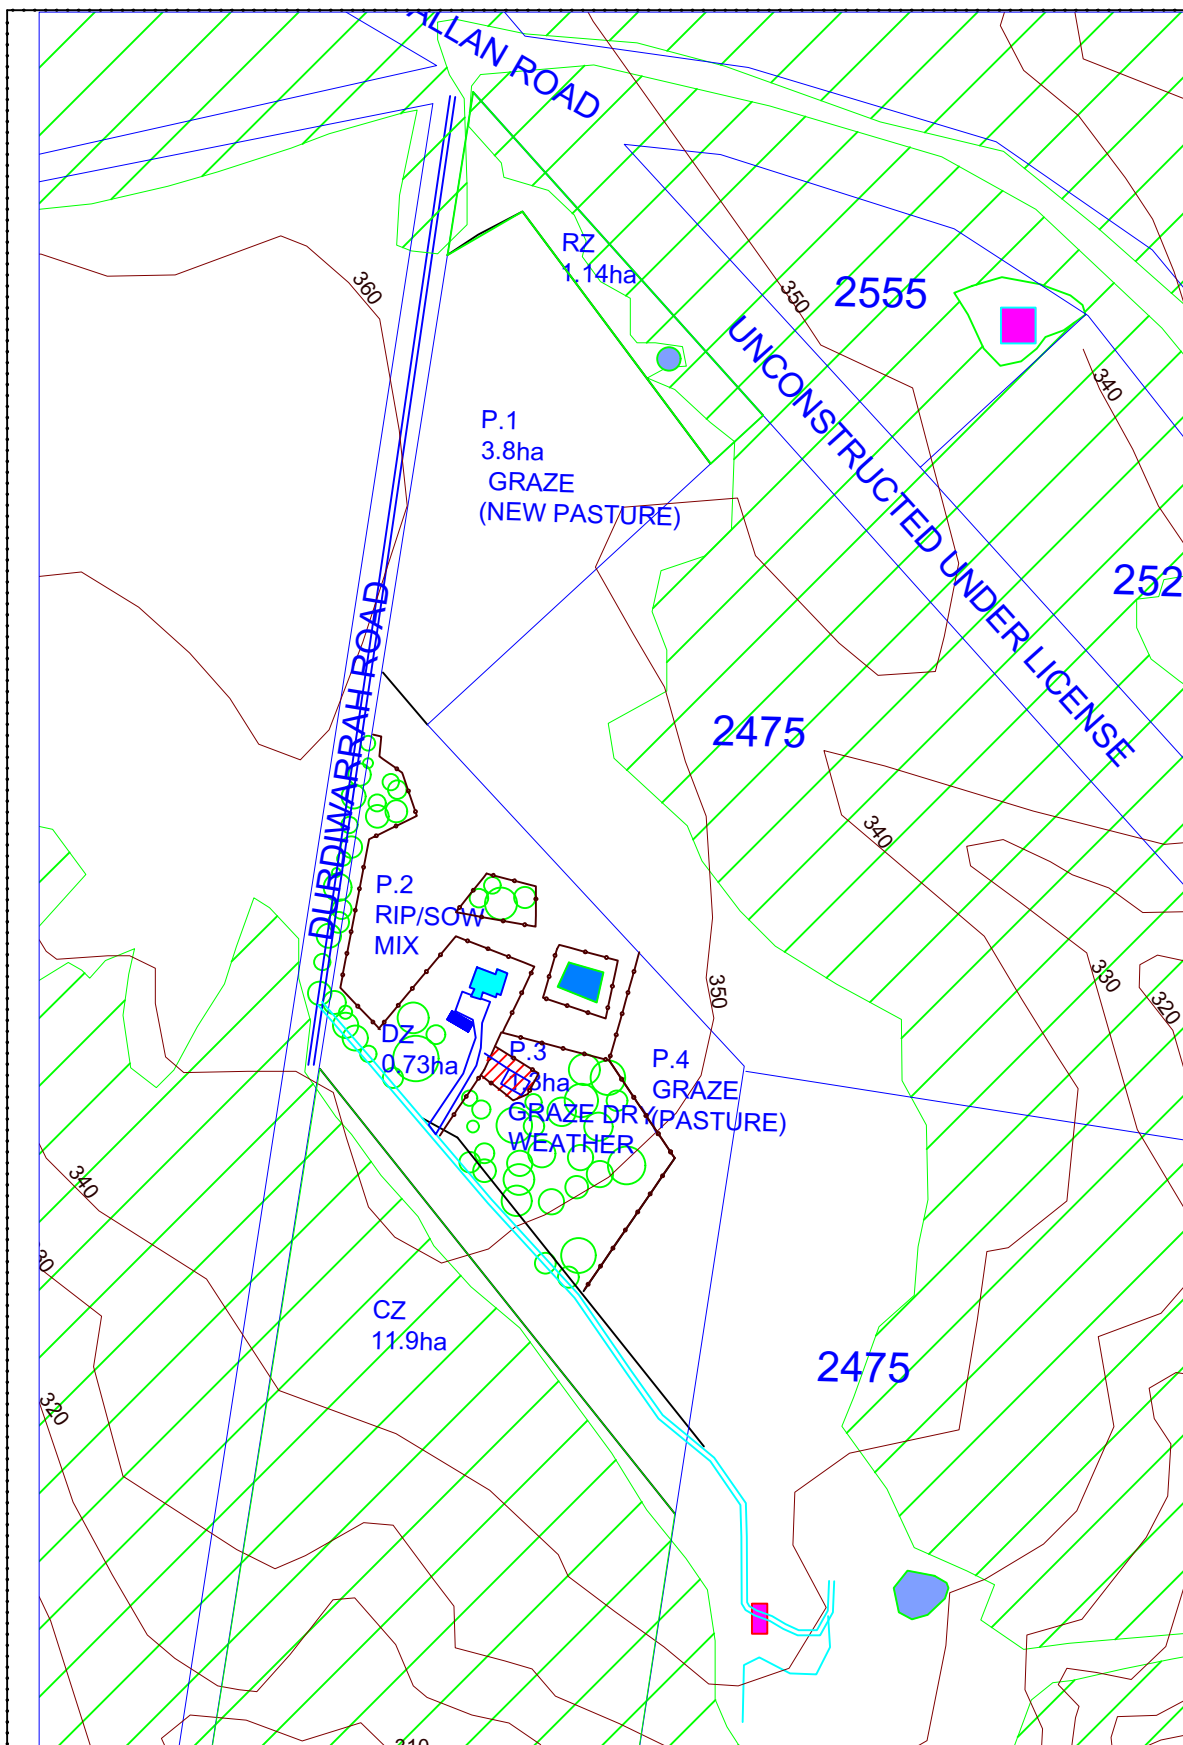 ALLAN ROAD
RZ
1.14ha
360
350
2555
340
UNCONSTRUCTED UNDER LICENSE
P.1
3.8ha
GRAZE
(NEW PASTURE)
252
DURDIWARRAH ROAD
2475
340
P.2
RIP/SOW
MIX
330
320
350
DZ
0.73ha
P.3
GRAZE DRY
WEATHER
P.4
GRAZE
(PASTURE)
340
30
CZ
11.9ha
2475
320
310